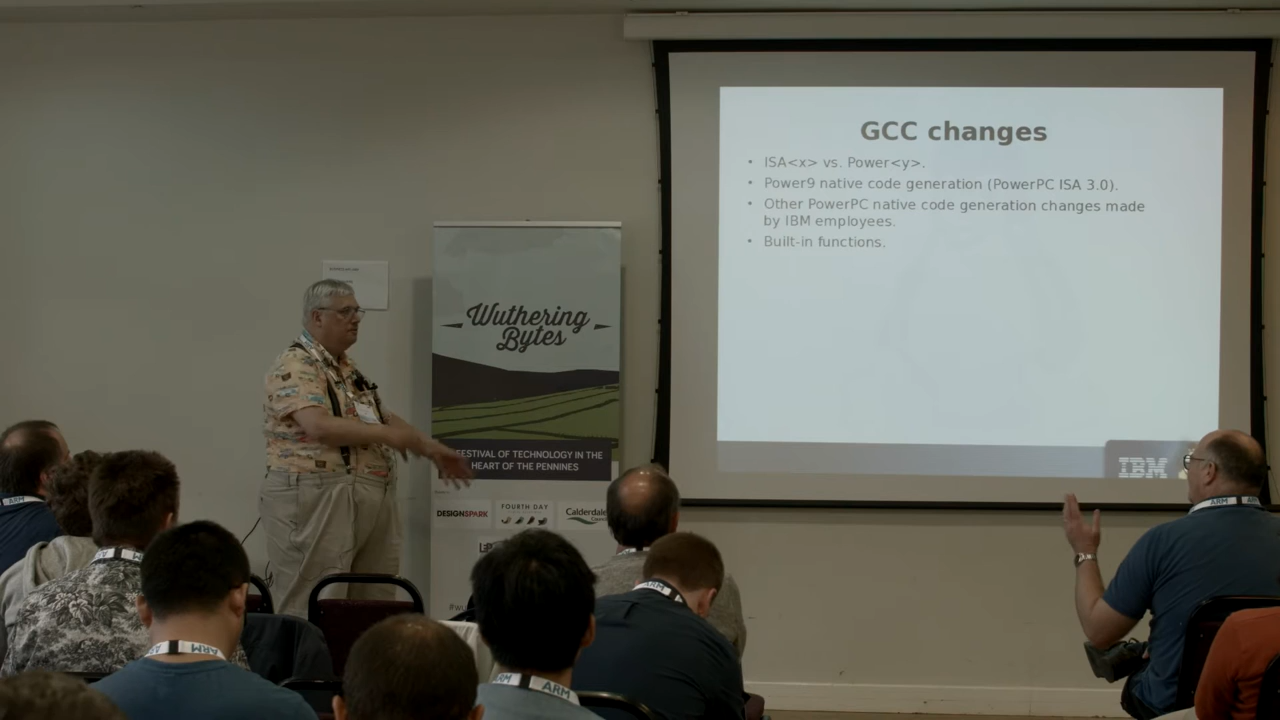 GCC changes
• ISA<x> vs. Power<y>.
• Power9 native code generation (PowerPC ISA 3.0).
• Other PowerPC native code generation changes made
by IBM employees.
• Built-in functions.
IBM
Wuthering
Bytes
FESTIVAL OF TECHNOLOGY IN THE
HEART OF THE PENNINES
DESIGNSPARK
FOURTH DAY
Calderdale
ARM
ARM
ARM